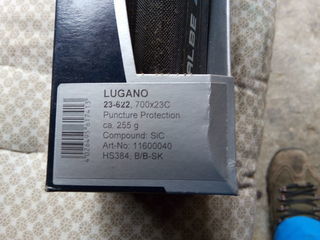 LUGANO
23-622, 700x23C
Puncture Protection
ca. 255 g
Compound: SiC
Art-No: 11600040
HS384, B/B-SK